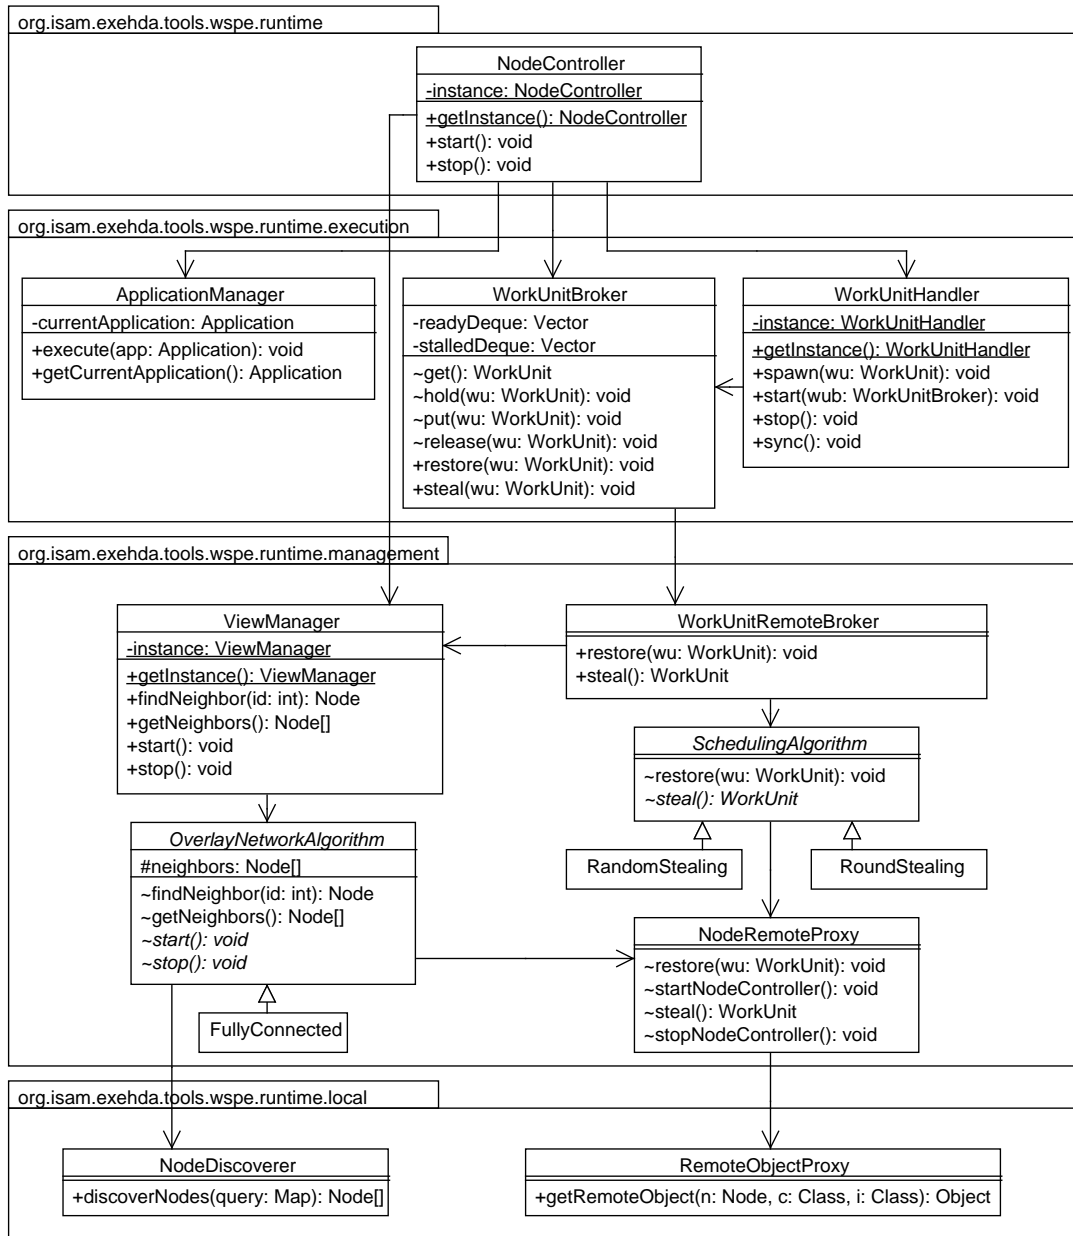 org.isam.exehda.tools.wspe.runtime
NodeController
-instance: NodeController
+getInstance(): NodeController
+start(): void
+stop(): void
org.isam.exehda.tools.wspe.runtime.execution
ApplicationManager
-currentApplication: Application
+execute(app: Application): void
+getCurrentApplication(): Application
WorkUnitBroker
-readyDeque: Vector
-stalledDeque: Vector
~get(): WorkUnit
~hold(wu: WorkUnit): void
~put(wu: WorkUnit): void
~release(wu: WorkUnit): void
+restore(wu: WorkUnit): void
+steal(wu: WorkUnit): void
WorkUnitHandler
-instance: WorkUnitHandler
+getInstance(): WorkUnitHandler
+spawn(wu: WorkUnit): void
+start(wub: WorkUnitBroker): void
+stop(): void
+sync(): void
org.isam.exehda.tools.wspe.runtime.management
ViewManager
-instance: ViewManager
+getInstance(): ViewManager
+findNeighbor(id: int): Node
+getNeighbors(): Node[]
+start(): void
+stop(): void
WorkUnitRemoteBroker
+restore(wu: WorkUnit): void
+steal(): WorkUnit
SchedulingAlgorithm
~restore(wu: WorkUnit): void
~steal(): WorkUnit
OverlayNetworkAlgorithm
#neighbors: Node[]
~findNeighbor(id: int): Node
~getNeighbors(): Node[]
~start(): void
~stop(): void
RandomStealing
RoundStealing
NodeRemoteProxy
~restore(wu: WorkUnit): void
~startNodeController(): void
~steal(): WorkUnit
~stopNodeController(): void
FullyConnected
org.isam.exehda.tools.wspe.runtime.local
NodeDiscoverer
+discoverNodes(query: Map): Node[]
RemoteObjectProxy
+getRemoteObject(n: Node, c: Class, i: Class): Object